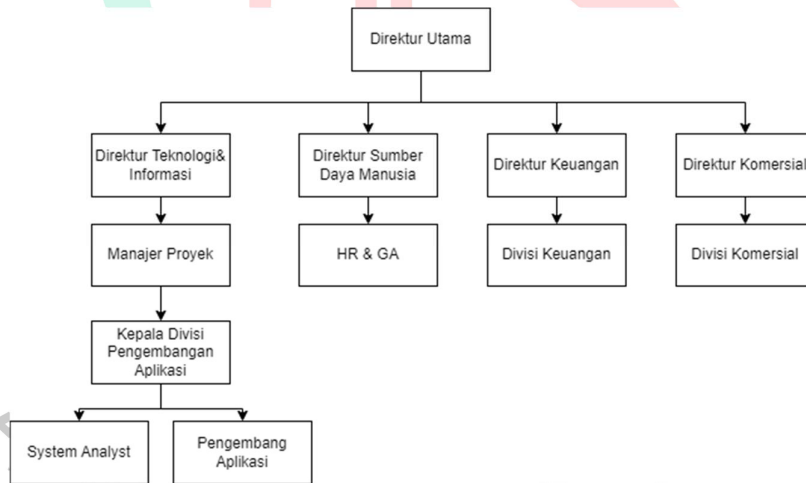 Direktur Utama
Direktur Teknologi&
Informasi
Direktur Sumber
Daya Manusia
Direktur Keuangan
Direktur Komersial
Manajer Proyek
HR & GA
Divisi Keuangan
Divisi Komersial
Kepala Divisi
Pengembangan
Aplikasi
System Analyst
Pengembang
Aplikasi